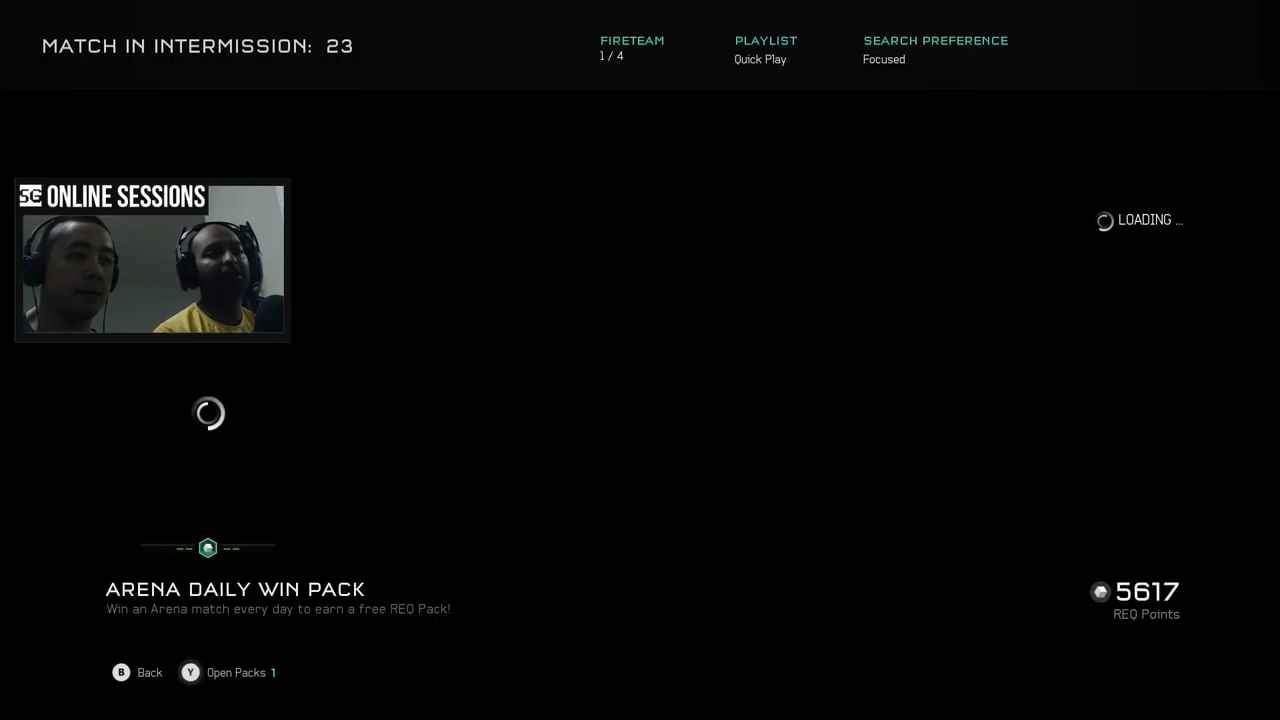 MATCH IN INTERMISSION: 23
FIRETEAM
1 / 4
PLAYLIST
Quick Play
SEARCH PREFERENCE
Focused
SG ONLINE SESSIONS
LOADING ...
ARENA DAILY WIN PACK
Win an Arena match every day to earn a free REQ Pack!
5617
REQ Points
B Back Y Open Packs 1